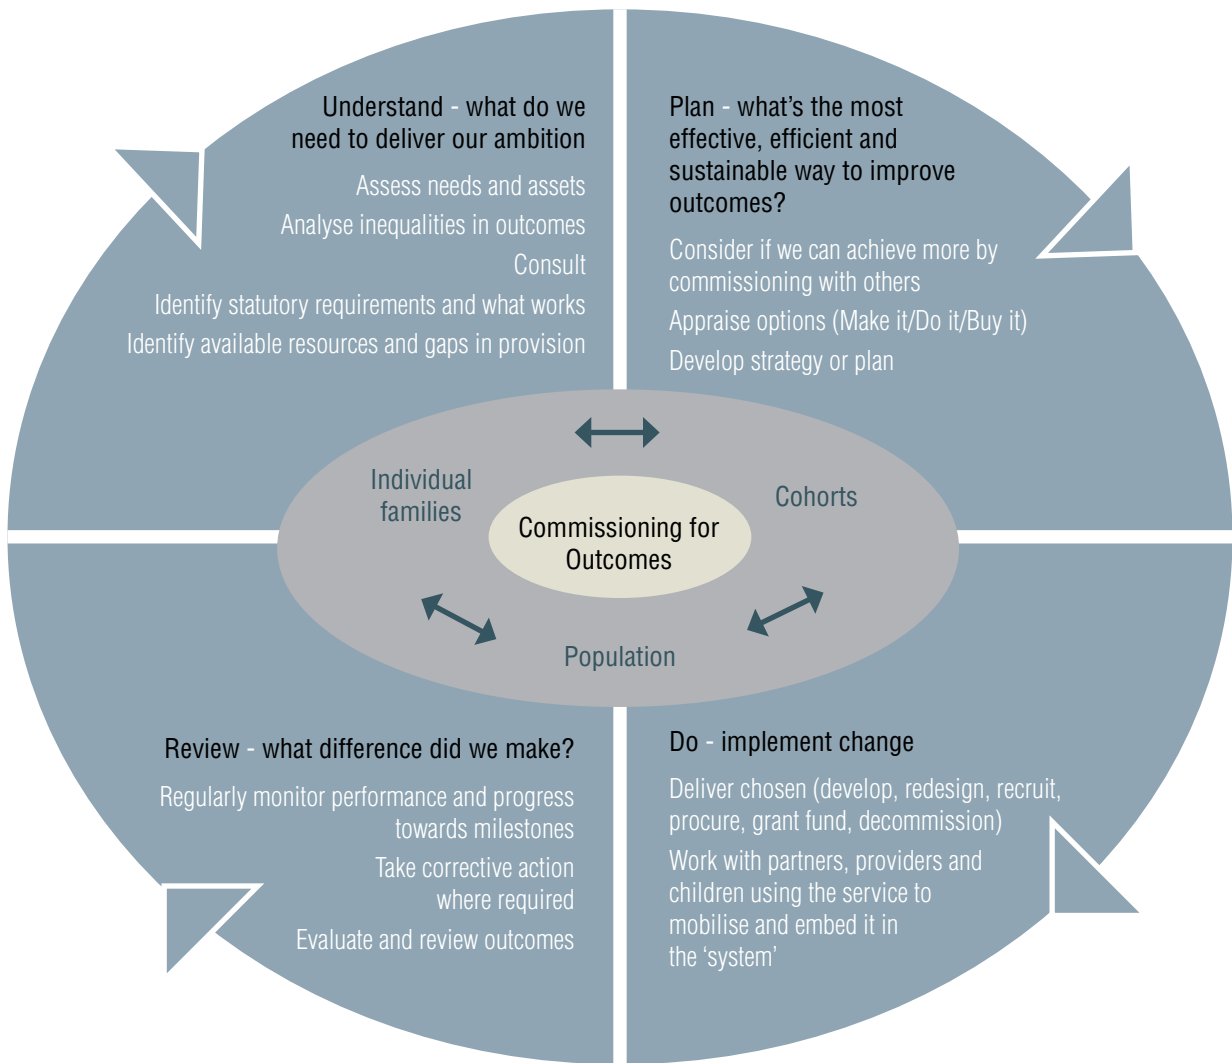 Understand - what do we
need to deliver our ambition
Assess needs and assets
Analyse inequalities in outcomes
Consult
Identify statutory requirements and what works
Identify available resources and gaps in provision
Plan - what's the most
effective, efficient and
sustainable way to improve
outcomes?
Consider if we can achieve more by
commissioning with others
Appraise options (Make it/Do it/Buy it)
Develop strategy or plan
Individual
families
Cohorts
Commissioning for
Outcomes
Population
Review - what difference did we make?
Regularly monitor performance and progress
towards milestones
Take corrective action
where required
Evaluate and review outcomes
Do - implement change
Deliver chosen (develop, redesign, recruit,
procure, grant fund, decommission)
Work with partners, providers and
children using the service to
mobilise and embed it in
the ‘system’